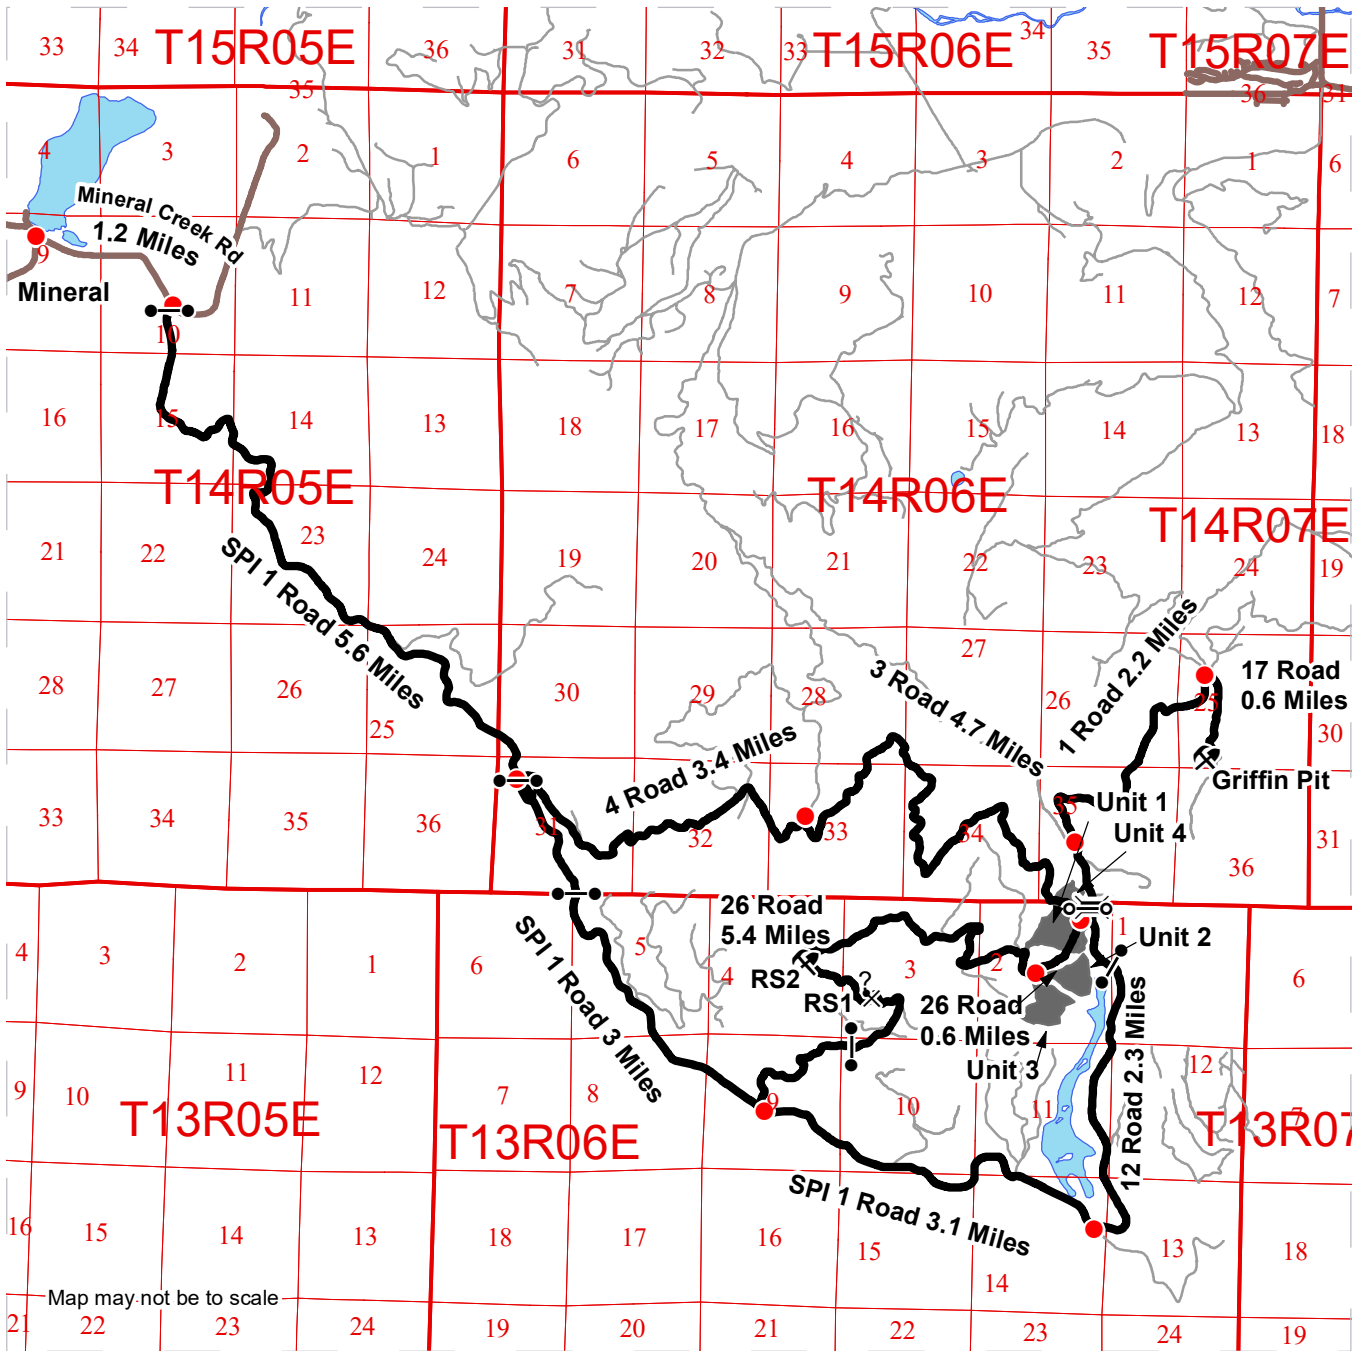 33 34 T15R05E 36 31 32 33 T15R06E 34 35 T15R07E
35 36 31
4 3 2 1 6 5 4 3 2 1 6
Mineral Creek Rd
1.2 Miles
9
Mineral
10 11 12 7 8 9 10 11 12 7
16 15 14 13 18 17 16 15 14 13 18
T14R05E T14R06E T14R07E
21 22 23 24 19 20 21 22 23 24 19
SPI 1 Road 5.6 Miles
28 27 26 25 30 29 28 27 26 25 30
3 Road 4.7 Miles
1 Road 2.2 Miles
17 Road
0.6 Miles
Griffin Pit
4 Road 3.4 Miles
33 34 35 36 31 32 33 34 35 36 31
Unit 1
Unit 4
26 Road
5.4 Miles
4 3 2 1 6 5 4 3 2 1 6
Unit 2
RS2
?
RS1
26 Road
0.6 Miles
Unit 3
SPI 1 Road 3 Miles
12 Road 2.3 Miles
9 10 11 12 7 8 9 10 11 12 7
T13R05E T13R06E T13R07
SPI 1 Road 3.1 Miles
16 15 14 13 18 17 16 15 14 13 18
Map may not be to scale
21 22 23 24 19 20 21 22 23 24 19